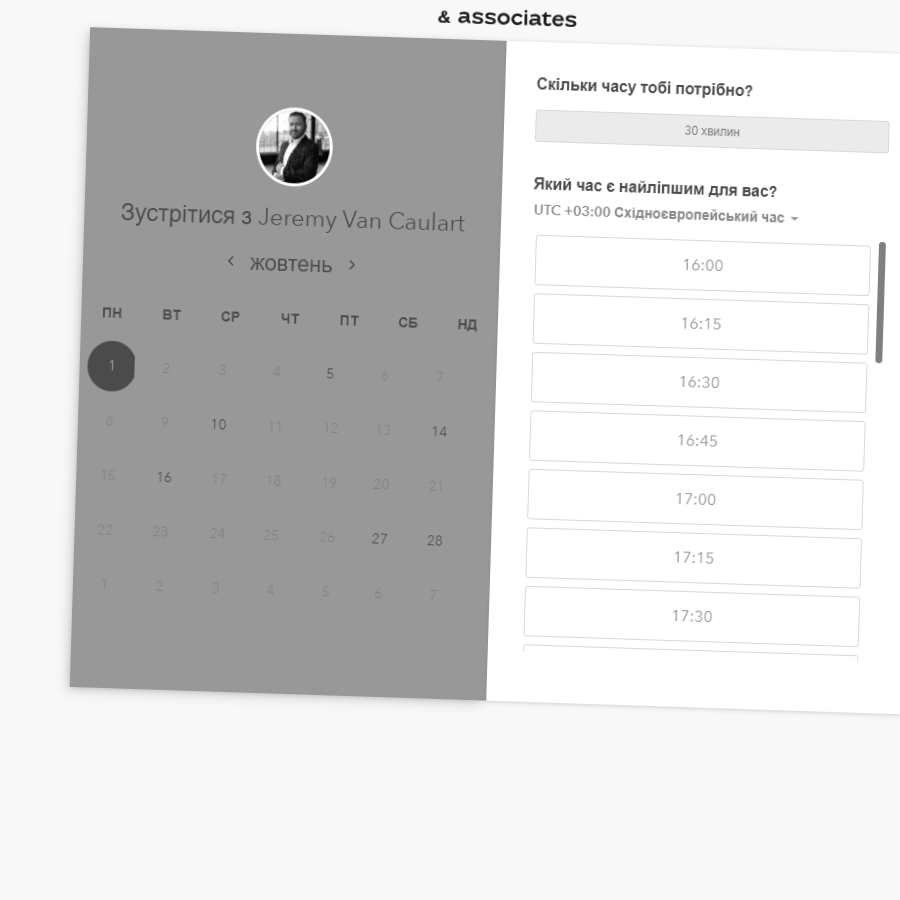 & associates
Зустрітися з Jeremy Van Caulart
жовтень
ПН ВТ СР ЧТ ПТ СБ НД
1 2 3 4 5 6 7
8 9 10 11 12 13 14
15 16 17 18 19 20 21
22 23 24 25 26 27 28
1 2 3 4 5 6 7
Скільки часу тобі потрібно?
30 хвилин
Який час є найліпшим для вас?
UTC +03:00 Східноєвропейський час
16:00
16:15
16:30
16:45
17:00
17:15
17:30